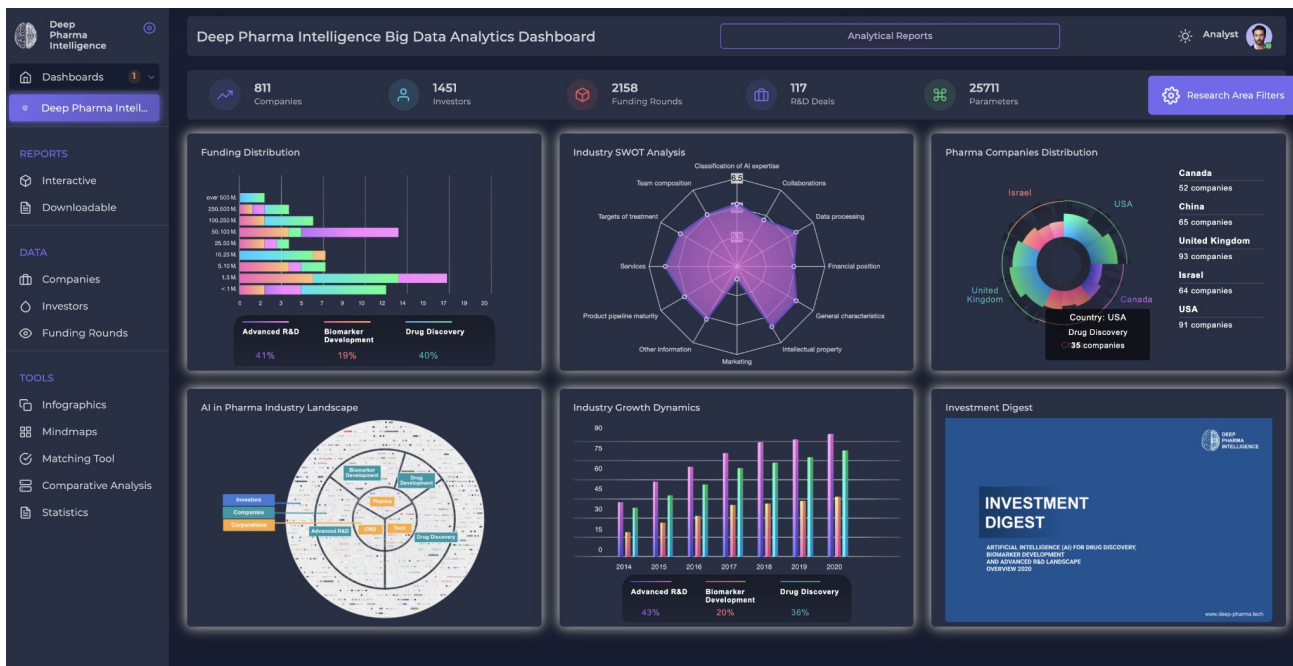 Deep
Pharma
Intelligence
Deep Pharma Intelligence Big Data Analytics Dashboard
Analytical Reports
Analyst
Dashboards
1
Deep Pharma Intell...
811
Companies
1451
Investors
2158
Funding Rounds
117
R&D Deals
25711
Parameters
Research Area Filters
REPORTS
Interactive
Downloadable
DATA
Companies
Investors
Funding Rounds
TOOLS
Infographics
Mindmaps
Matching Tool
Comparative Analysis
Statistics
Funding Distribution
over 500 M.
250.500 M.
100.250 M.
50.100 M.
25.50 M.
10.25 M.
5.10 M.
1.5 M.
< 1 M.
0 2 3 5 7 9 10 12 14 15 17 19 20
Advanced R&D
41%
Biomarker
Development
19%
Drug Discovery
40%
Industry SWOT Analysis
Classification of AI expertise
6.5
Team composition
Collaborations
Targets of treatment
Data processing
Services
Financial position
Product pipeline maturity
General characteristics
Other information
Intellectual property
Marketing
Pharma Companies Distribution
Israel
USA
United
Kingdom
Canada
Country: USA
Drug Discovery
35 companies
Canada
52 companies
China
65 companies
United Kingdom
93 companies
Israel
64 companies
USA
91 companies
AI in Pharma Industry Landscape
Biomarker
Development
Drug
Development
Pharma
Investors
Companies
Corporations
Advanced R&D
CRO
Tech
Drug Discovery
Industry Growth Dynamics
90
75
60
45
30
15
0
2014 2015 2016 2017 2018 2019 2020
Advanced R&D
43%
Biomarker
Development
20%
Drug Discovery
36%
Investment Digest
DEEP
PHARMA
INTELLIGENCE
INVESTMENT
DIGEST
ARTIFICIAL INTELLIGENCE (AI) FOR DRUG DISCOVERY,
BIOMARKER DEVELOPMENT
AND ADVANCED R&D LANDSCAPE
OVERVIEW 2020
www.deep-pharma.tech